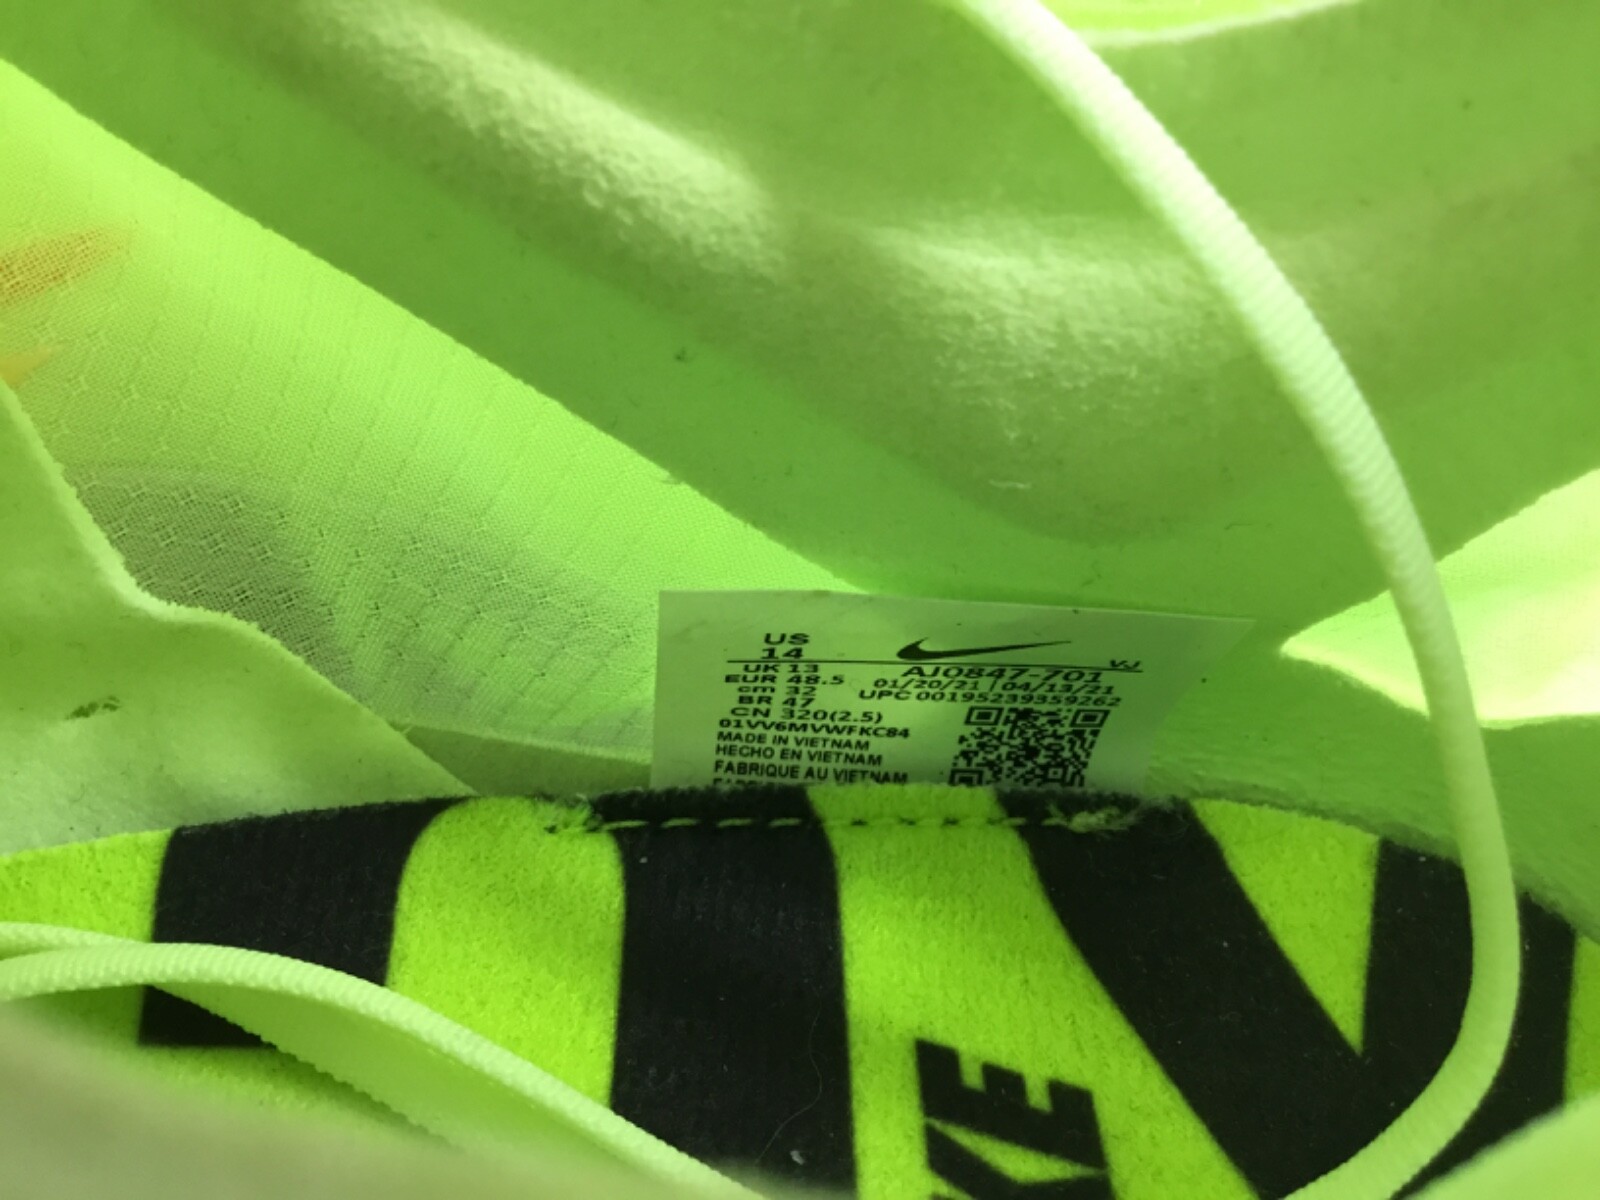 US
14
VJ
UK 13
AJ0847-701
EUR 48.5
01/20/21 04/13/21
cm 32
UPC 00195239359262
BR 47
CN 320(2.5)
MADE IN VIETNAM
HECHO EN VIETNAM
FABRIQUE AU VIETNAM